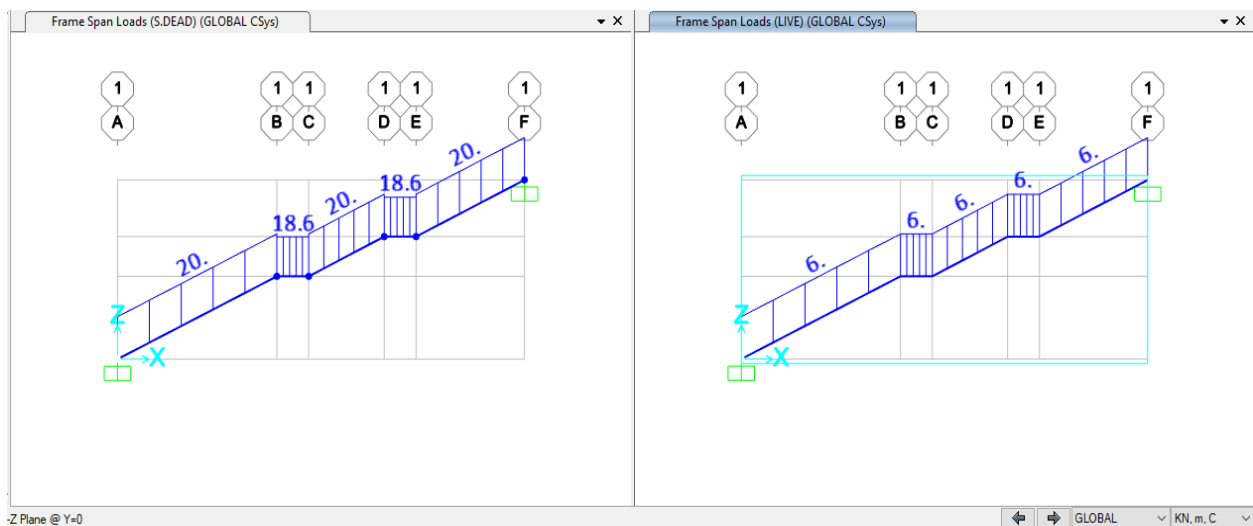 Frame Span Loads (S.DEAD) (GLOBAL CSys)
1 1 1 1 1 1
A B C D E F
20.
18.6
20.
18.6
20.
Z
X
Frame Span Loads (LIVE) (GLOBAL CSys)
1 1 1 1 1 1
A B C D E F
6.
6.
6.
6.
6.
Z
X
-Z Plane @ Y=0
GLOBAL
KN, m, C